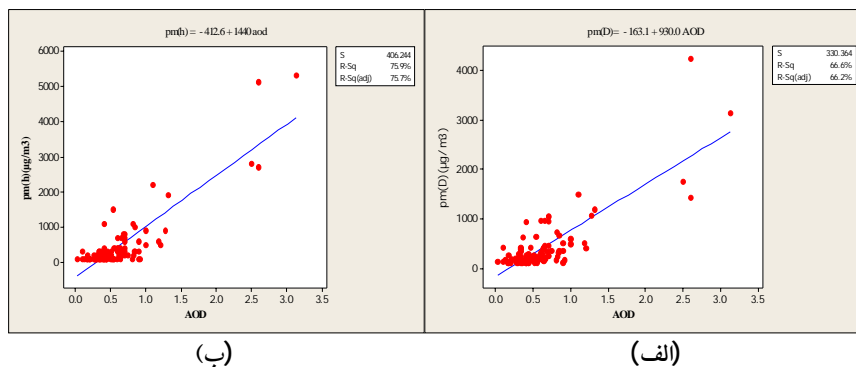 pm(h) = - 412.6 + 1440 aod
S 406.244
R-Sq 75.9%
R-Sq(adj) 75.7%
pm(h)(µg/m3)
6000
5000
4000
3000
2000
1000
0
0.0 0.5 1.0 1.5 2.0 2.5 3.0 3.5
AOD
(ب)
pm(D) = - 163.1 + 930.0 AOD
S 330.364
R-Sq 66.6%
R-Sq(adj) 66.2%
pm(D) (µg/ m3)
4000
3000
2000
1000
0
0.0 0.5 1.0 1.5 2.0 2.5 3.0 3.5
AOD
(الف)